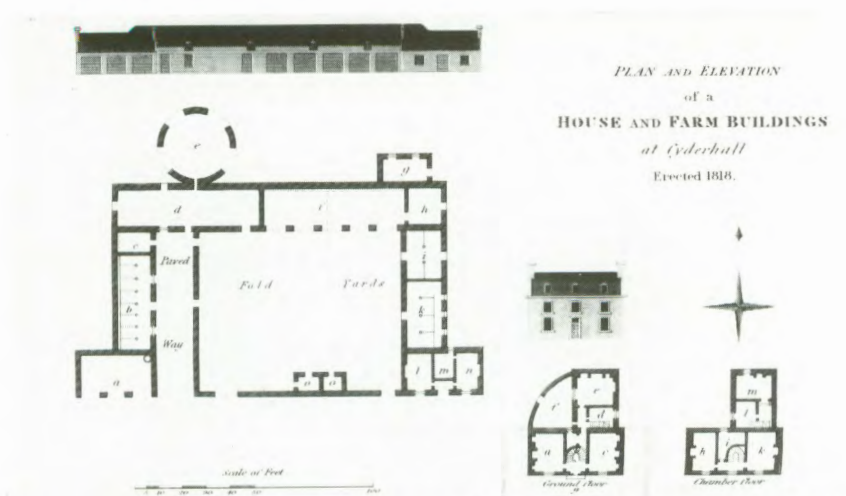 PLAN AND ELEVATION
of a
HOUSE AND FARM BUILDINGS
at Cyderhall
Erected 1818.
e
g
d
f
h
c
Paved
i
Fold Yards
b
k
Way
a
l
m
n
o
o
Scale of Feet
100
m
l
d
a
c
h
i
k
Ground Floor
Chamber Floor